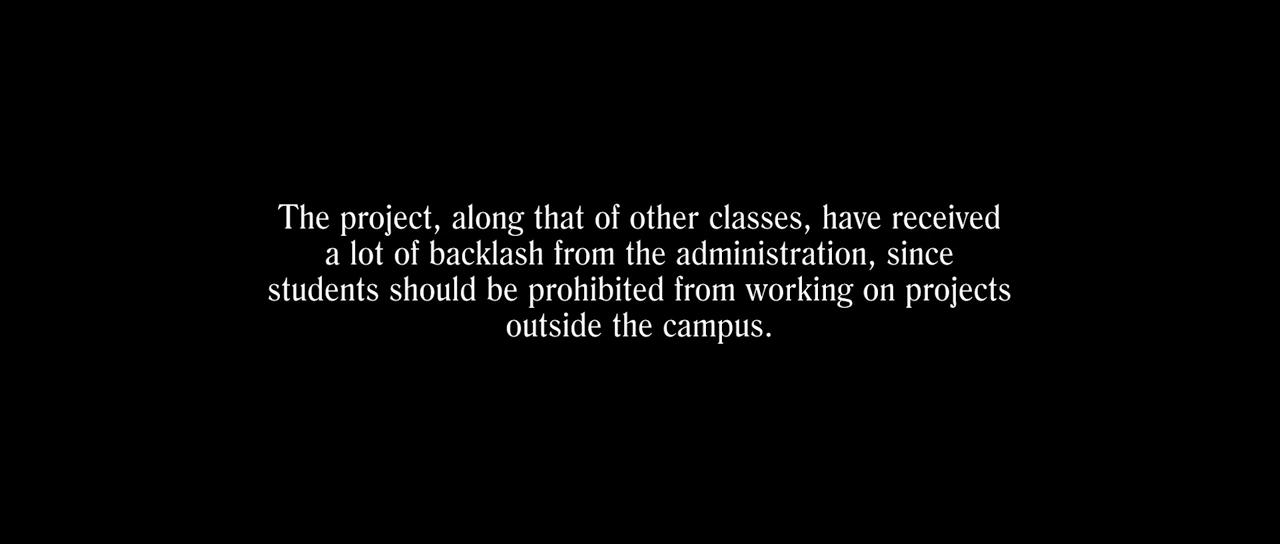 The project, along that of other classes, have received
a lot of backlash from the administration, since
students should be prohibited from working on projects
outside the campus.